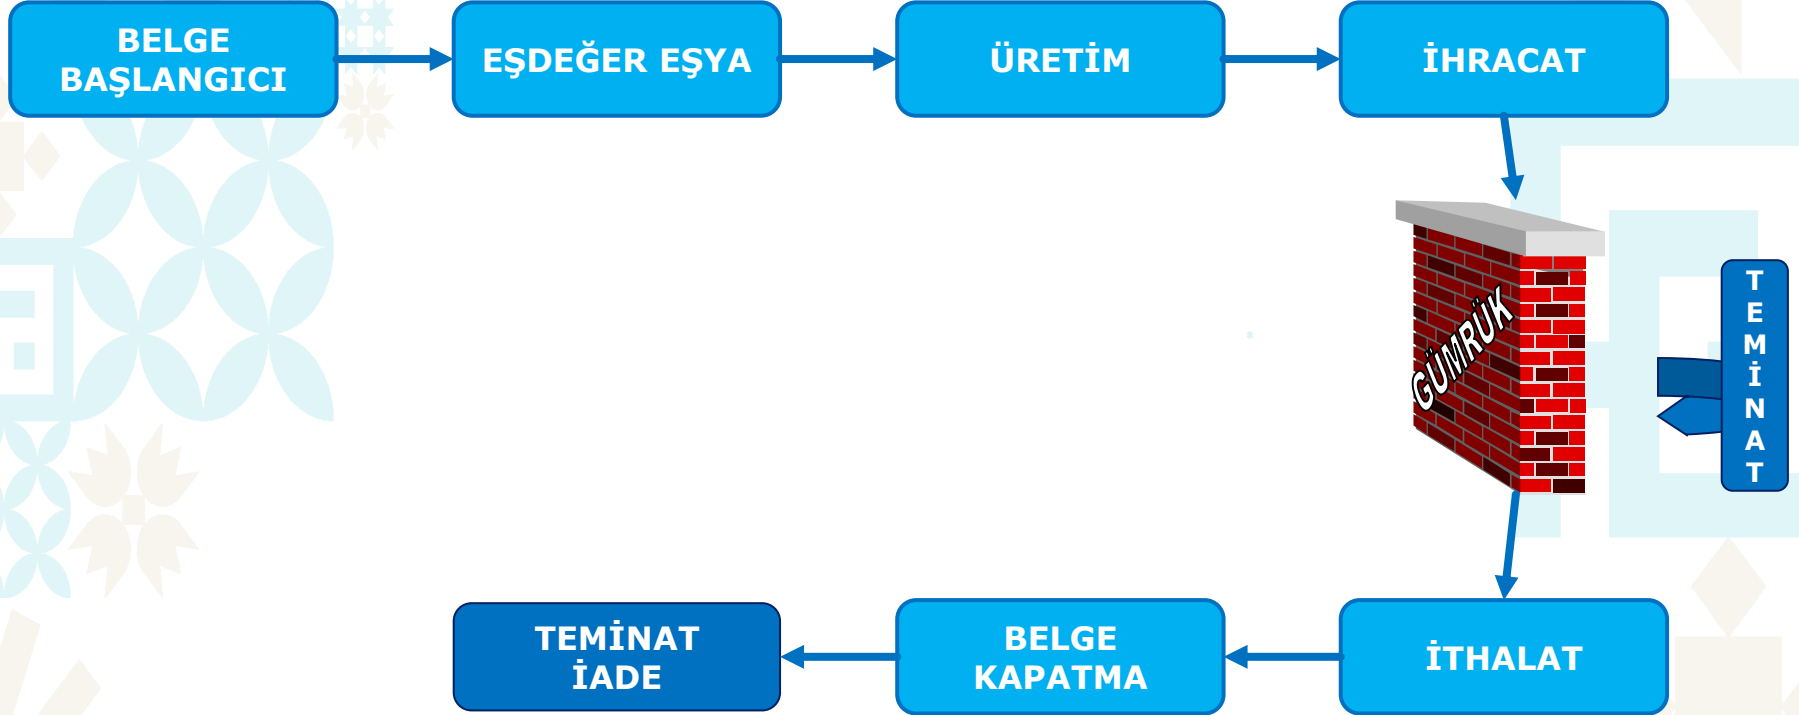 BELGE
BAŞLANGICI
EŞDEĞER EŞYA
ÜRETİM
İHRACAT
GÜMRÜK
T
E
M
İ
N
A
T
TEMİNAT
İADE
BELGE
KAPATMA
İTHALAT